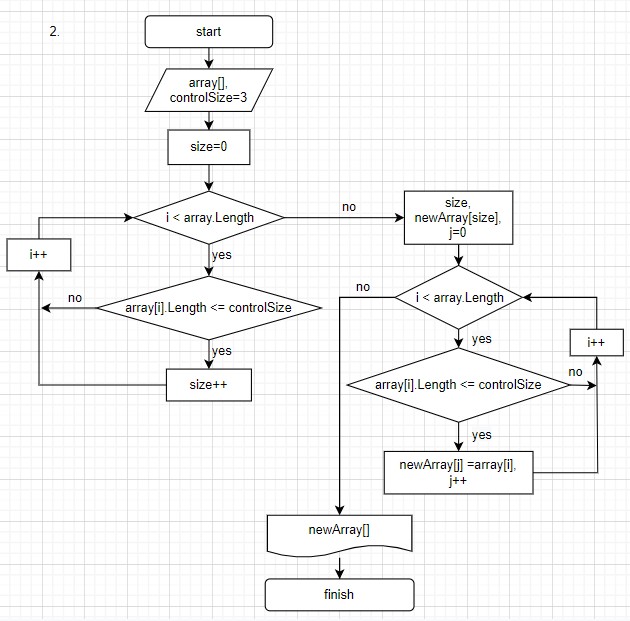 2.
start
array[],
controlSize=3
size=0
i < array.Length
no
yes
i++
array[i].Length <= controlSize
no
yes
size++
size,
newArray[size],
j=0
i < array.Length
no
yes
i++
array[i].Length <= controlSize
no
yes
newArray[j] =array[i],
j++
newArray[]
finish